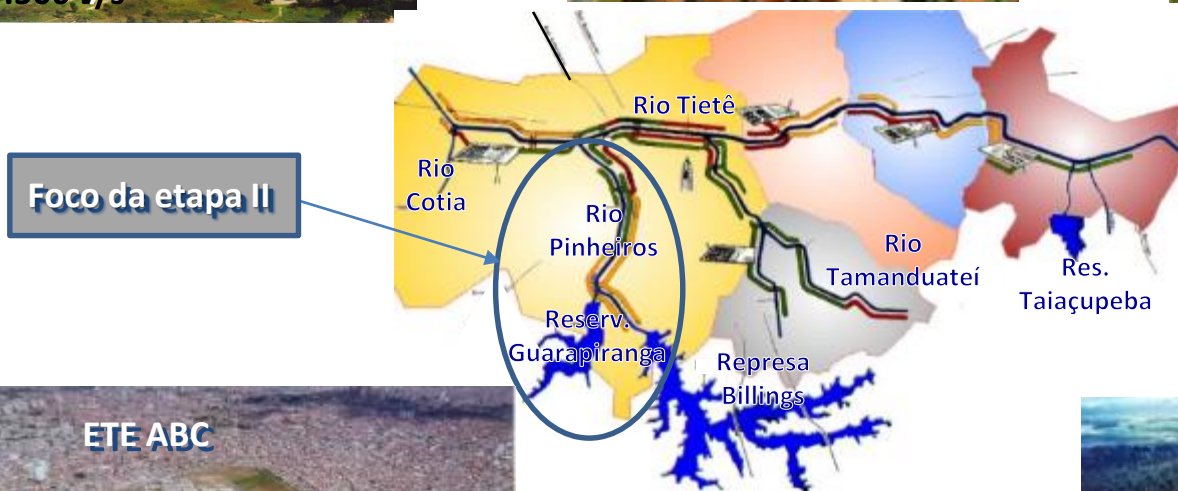 Rio Tietê
Rio
Cotia
Foco da etapa II
Rio
Pinheiros
Rio
Tamanduateí
Res.
Taiaçupeba
Reserv.
Guarapiranga
Represa
Billings
ETE ABC